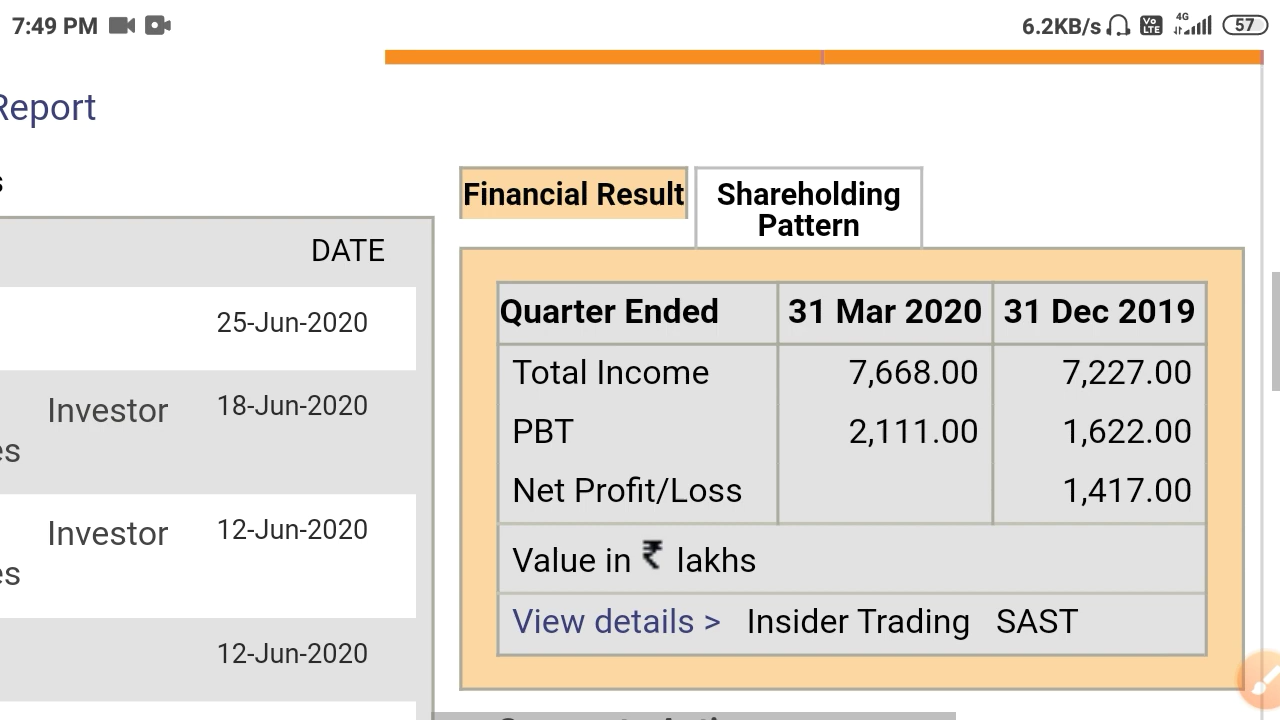 7:49 PM
6.2KB/s Vo LTE 4G 57
Report
s
Financial Result
Shareholding
Pattern
DATE
25-Jun-2020
Investor 18-Jun-2020
es
Investor 12-Jun-2020
es
12-Jun-2020
Quarter Ended 31 Mar 2020 31 Dec 2019
Total Income 7,668.00 7,227.00
PBT 2,111.00 1,622.00
Net Profit/Loss 1,417.00
Value in ₹ lakhs
View details > Insider Trading SAST